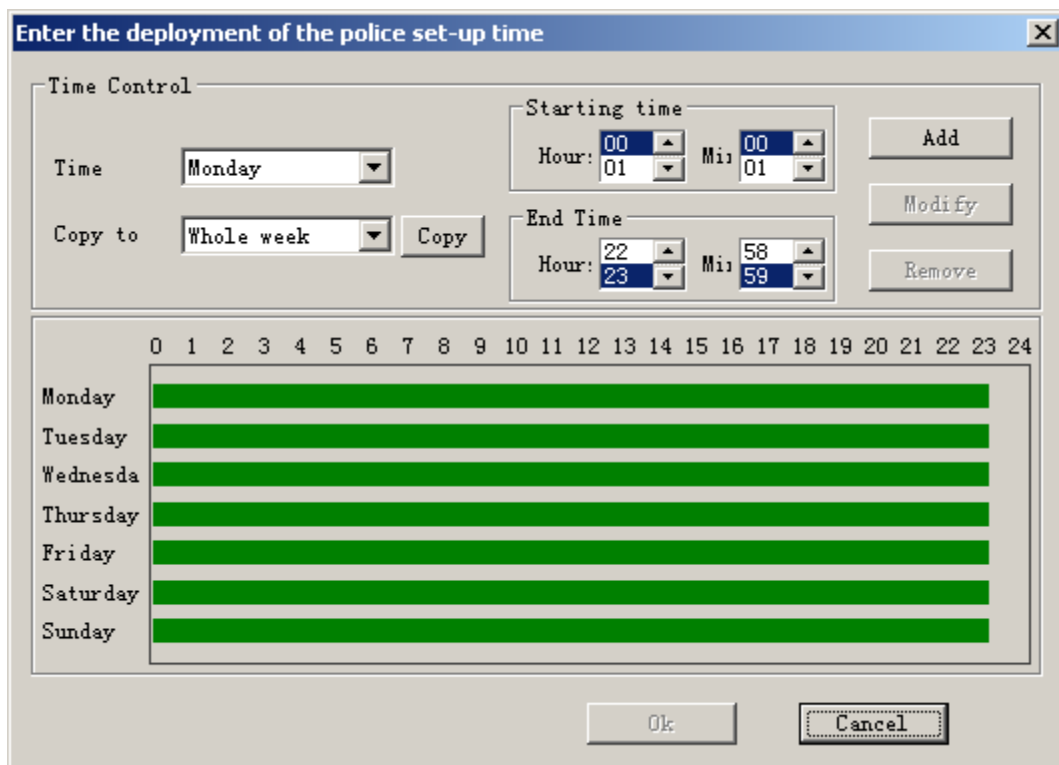 Enter the deployment of the police set-up time
Time Control
Time
Monday
Copy to
Whole week
Copy
Starting time
Hour:
00
01
Mi:
00
01
End Time
Hour:
22
23
Mi:
58
59
Add
Modify
Remove
0 1 2 3 4 5 6 7 8 9 10 11 12 13 14 15 16 17 18 19 20 21 22 23 24
Monday
Tuesday
Wednesda
Thursday
Friday
Saturday
Sunday
Ok
Cancel